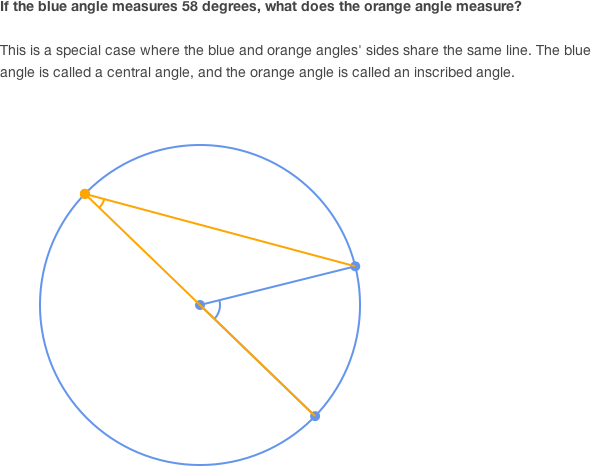 If the blue angle measures 58 degrees, what does the orange angle measure?
This is a special case where the blue and orange angles' sides share the same line. The blue
angle is called a central angle, and the orange angle is called an inscribed angle.